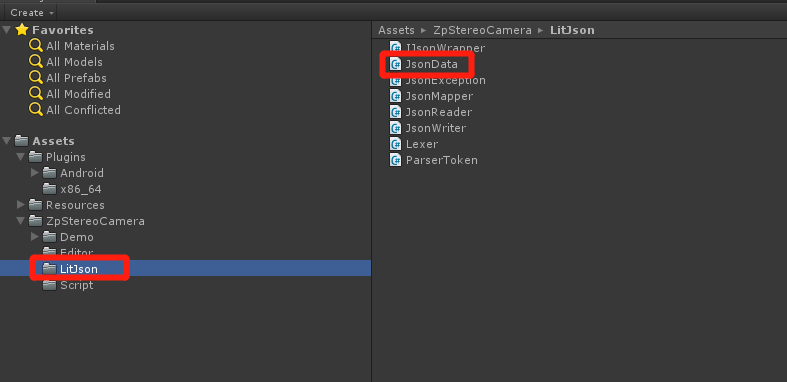 Create
Favorites
All Materials
All Models
All Prefabs
All Modified
All Conflicted
Assets
Plugins
Android
x86_64
Resources
ZpStereoCamera
Demo
Editor
LitJson
Script
Assets ▸ ZpStereoCamera ▸ LitJson
IJsonWrapper
JsonData
JsonException
JsonMapper
JsonReader
JsonWriter
Lexer
ParserToken